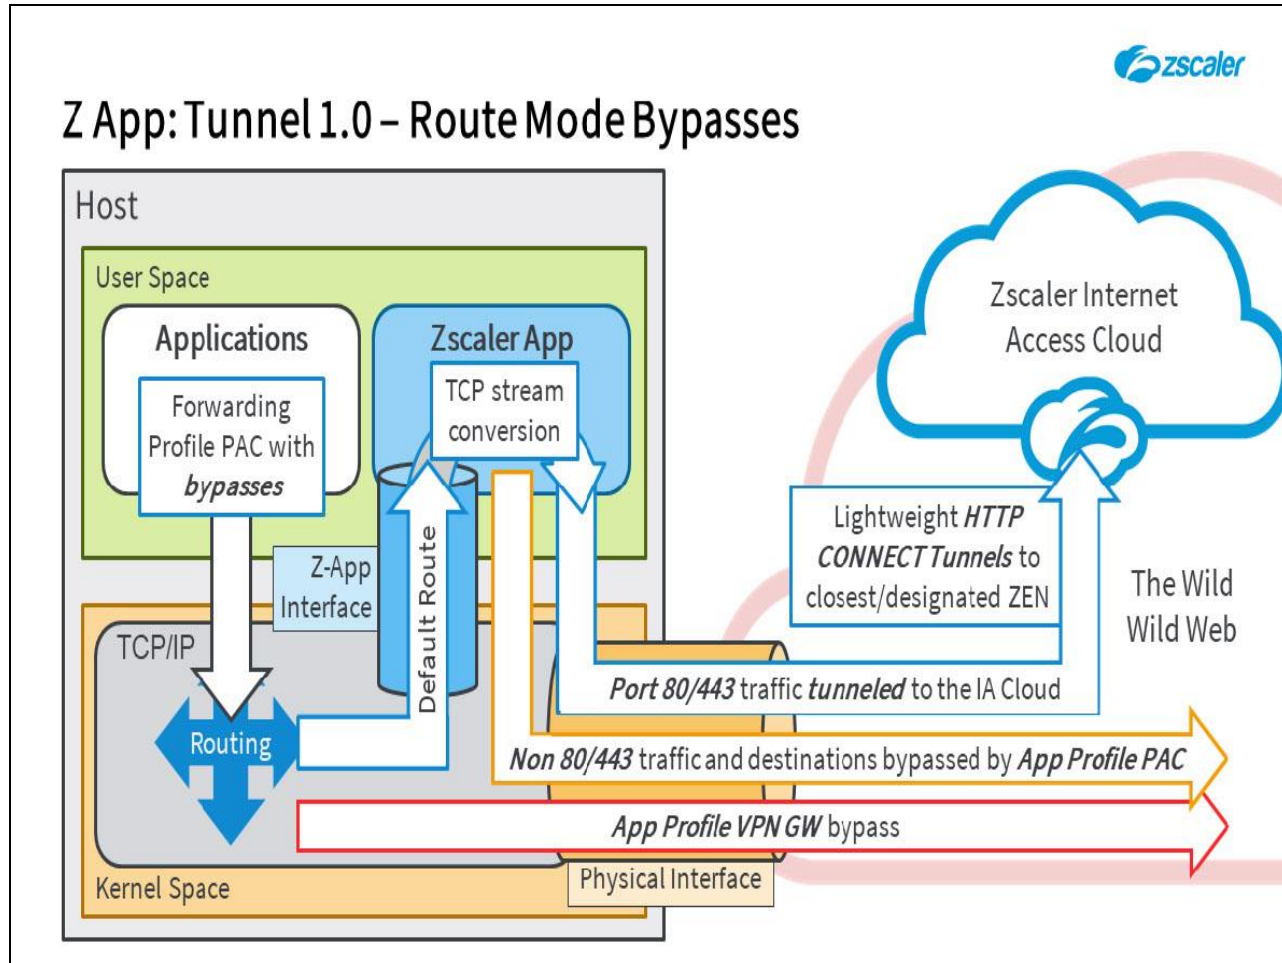 zscaler
Z App: Tunnel 1.0 – Route Mode Bypasses
Host
User Space
Applications
Forwarding
Profile PAC with
bypasses
Zscaler App
TCP stream
conversion
Z-App
Interface
Default Route
TCP/IP
Routing
Kernel Space
Physical Interface
Zscaler Internet
Access Cloud
Lightweight HTTP
CONNECT Tunnels to
closest/designated ZEN
The Wild
Wild Web
Port 80/443 traffic tunneled to the IA Cloud
Non 80/443 traffic and destinations bypassed by App Profile PAC
App Profile VPN GW bypass